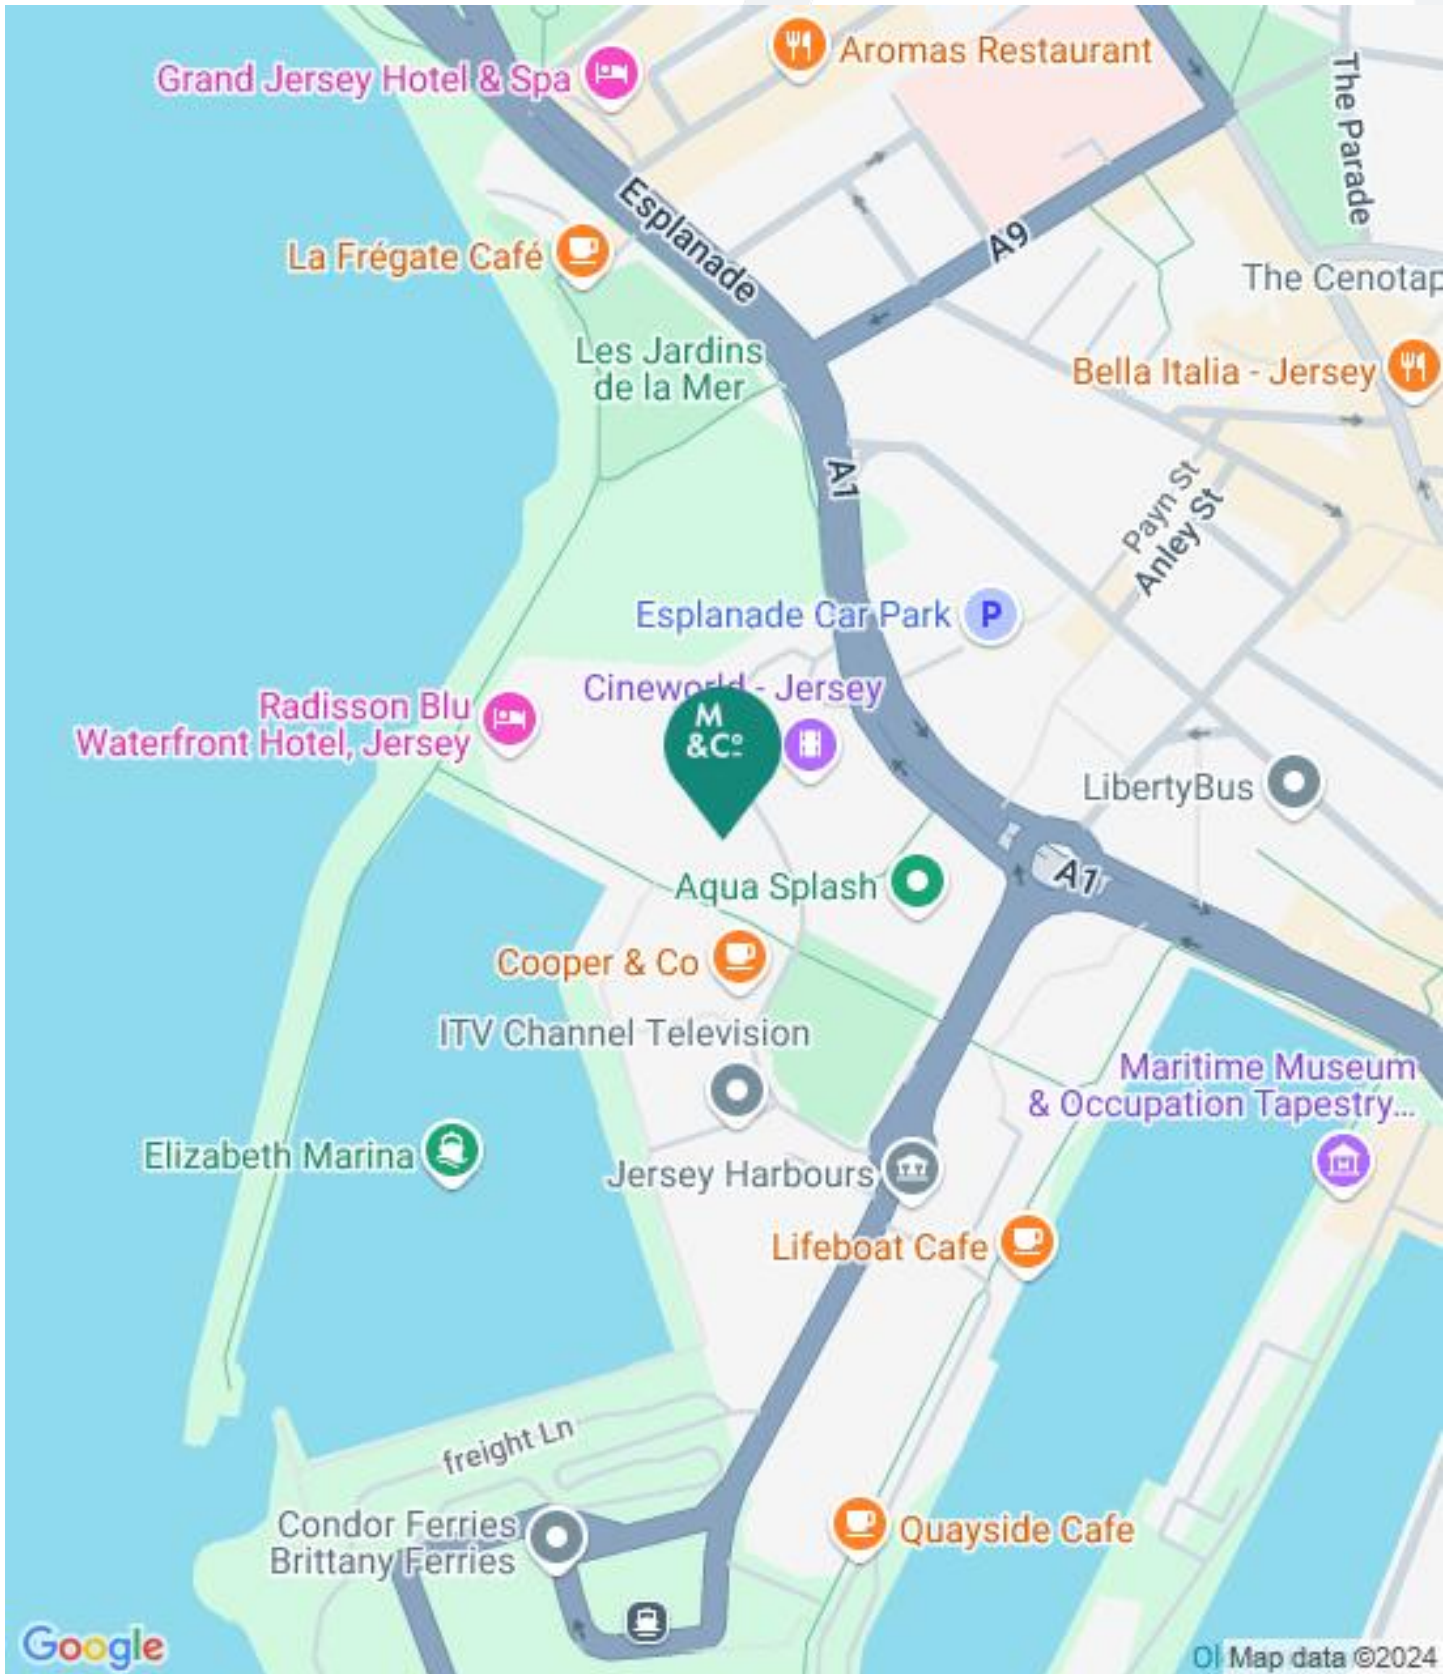 Aromas Restaurant
Grand Jersey Hotel & Spa
The Parade
Esplanade
A9
La Frégate Café
The Cenotap
Les Jardins
de la Mer
Bella Italia - Jersey
A1
Payn St
Anley St
Esplanade Car Park
P
Cineworld - Jersey
Radisson Blu
Waterfront Hotel, Jersey
M
&Co
LibertyBus
A1
Aqua Splash
Cooper & Co
ITV Channel Television
Maritime Museum
& Occupation Tapestry...
Elizabeth Marina
Jersey Harbours
Lifeboat Cafe
freight Ln
Condor Ferries
Brittany Ferries
Quayside Cafe
Google
Map data ©2024